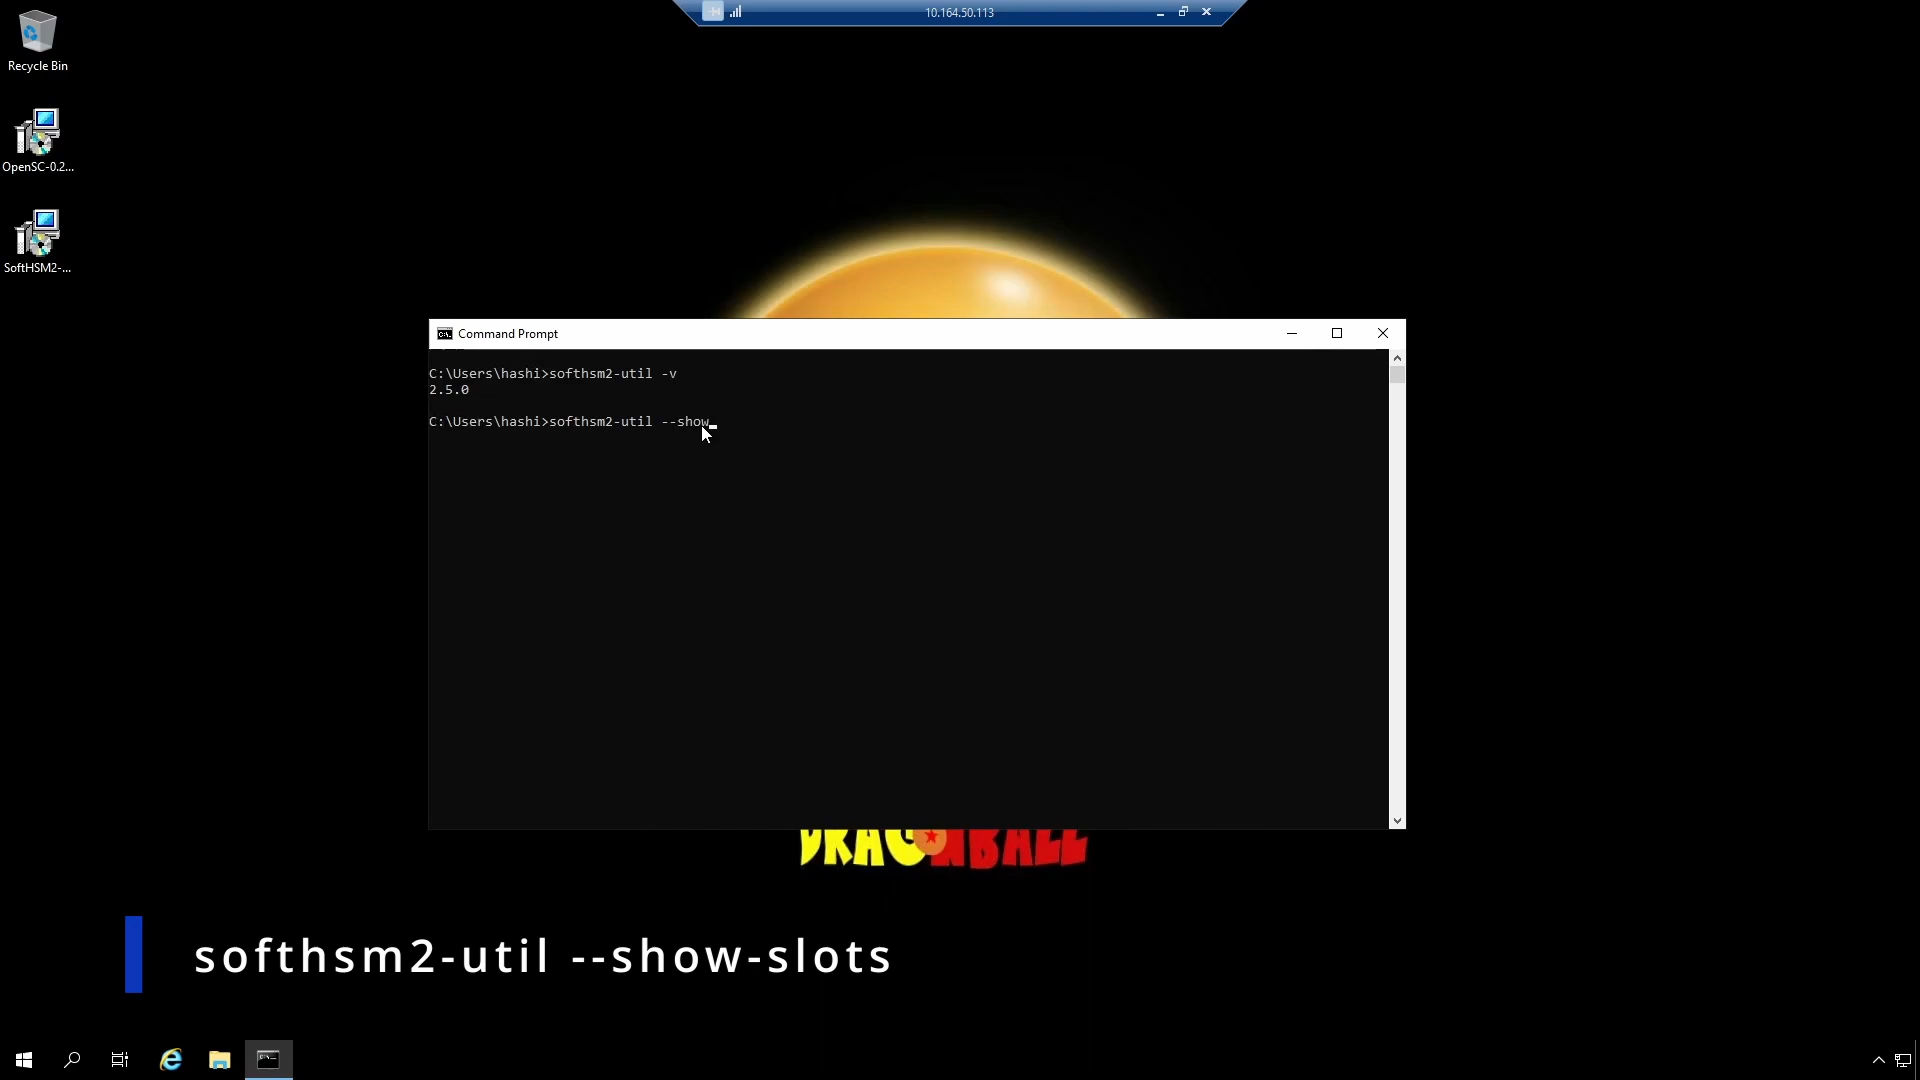 10.164.50.113
Recycle Bin
OpenSC-0.2...
SoftHSM2-...
Command Prompt
C:\Users\hashi>softhsm2-util -v
2.5.0
C:\Users\hashi>softhsm2-util --show
DRAGONBALL
softhsm2-util --show-slots